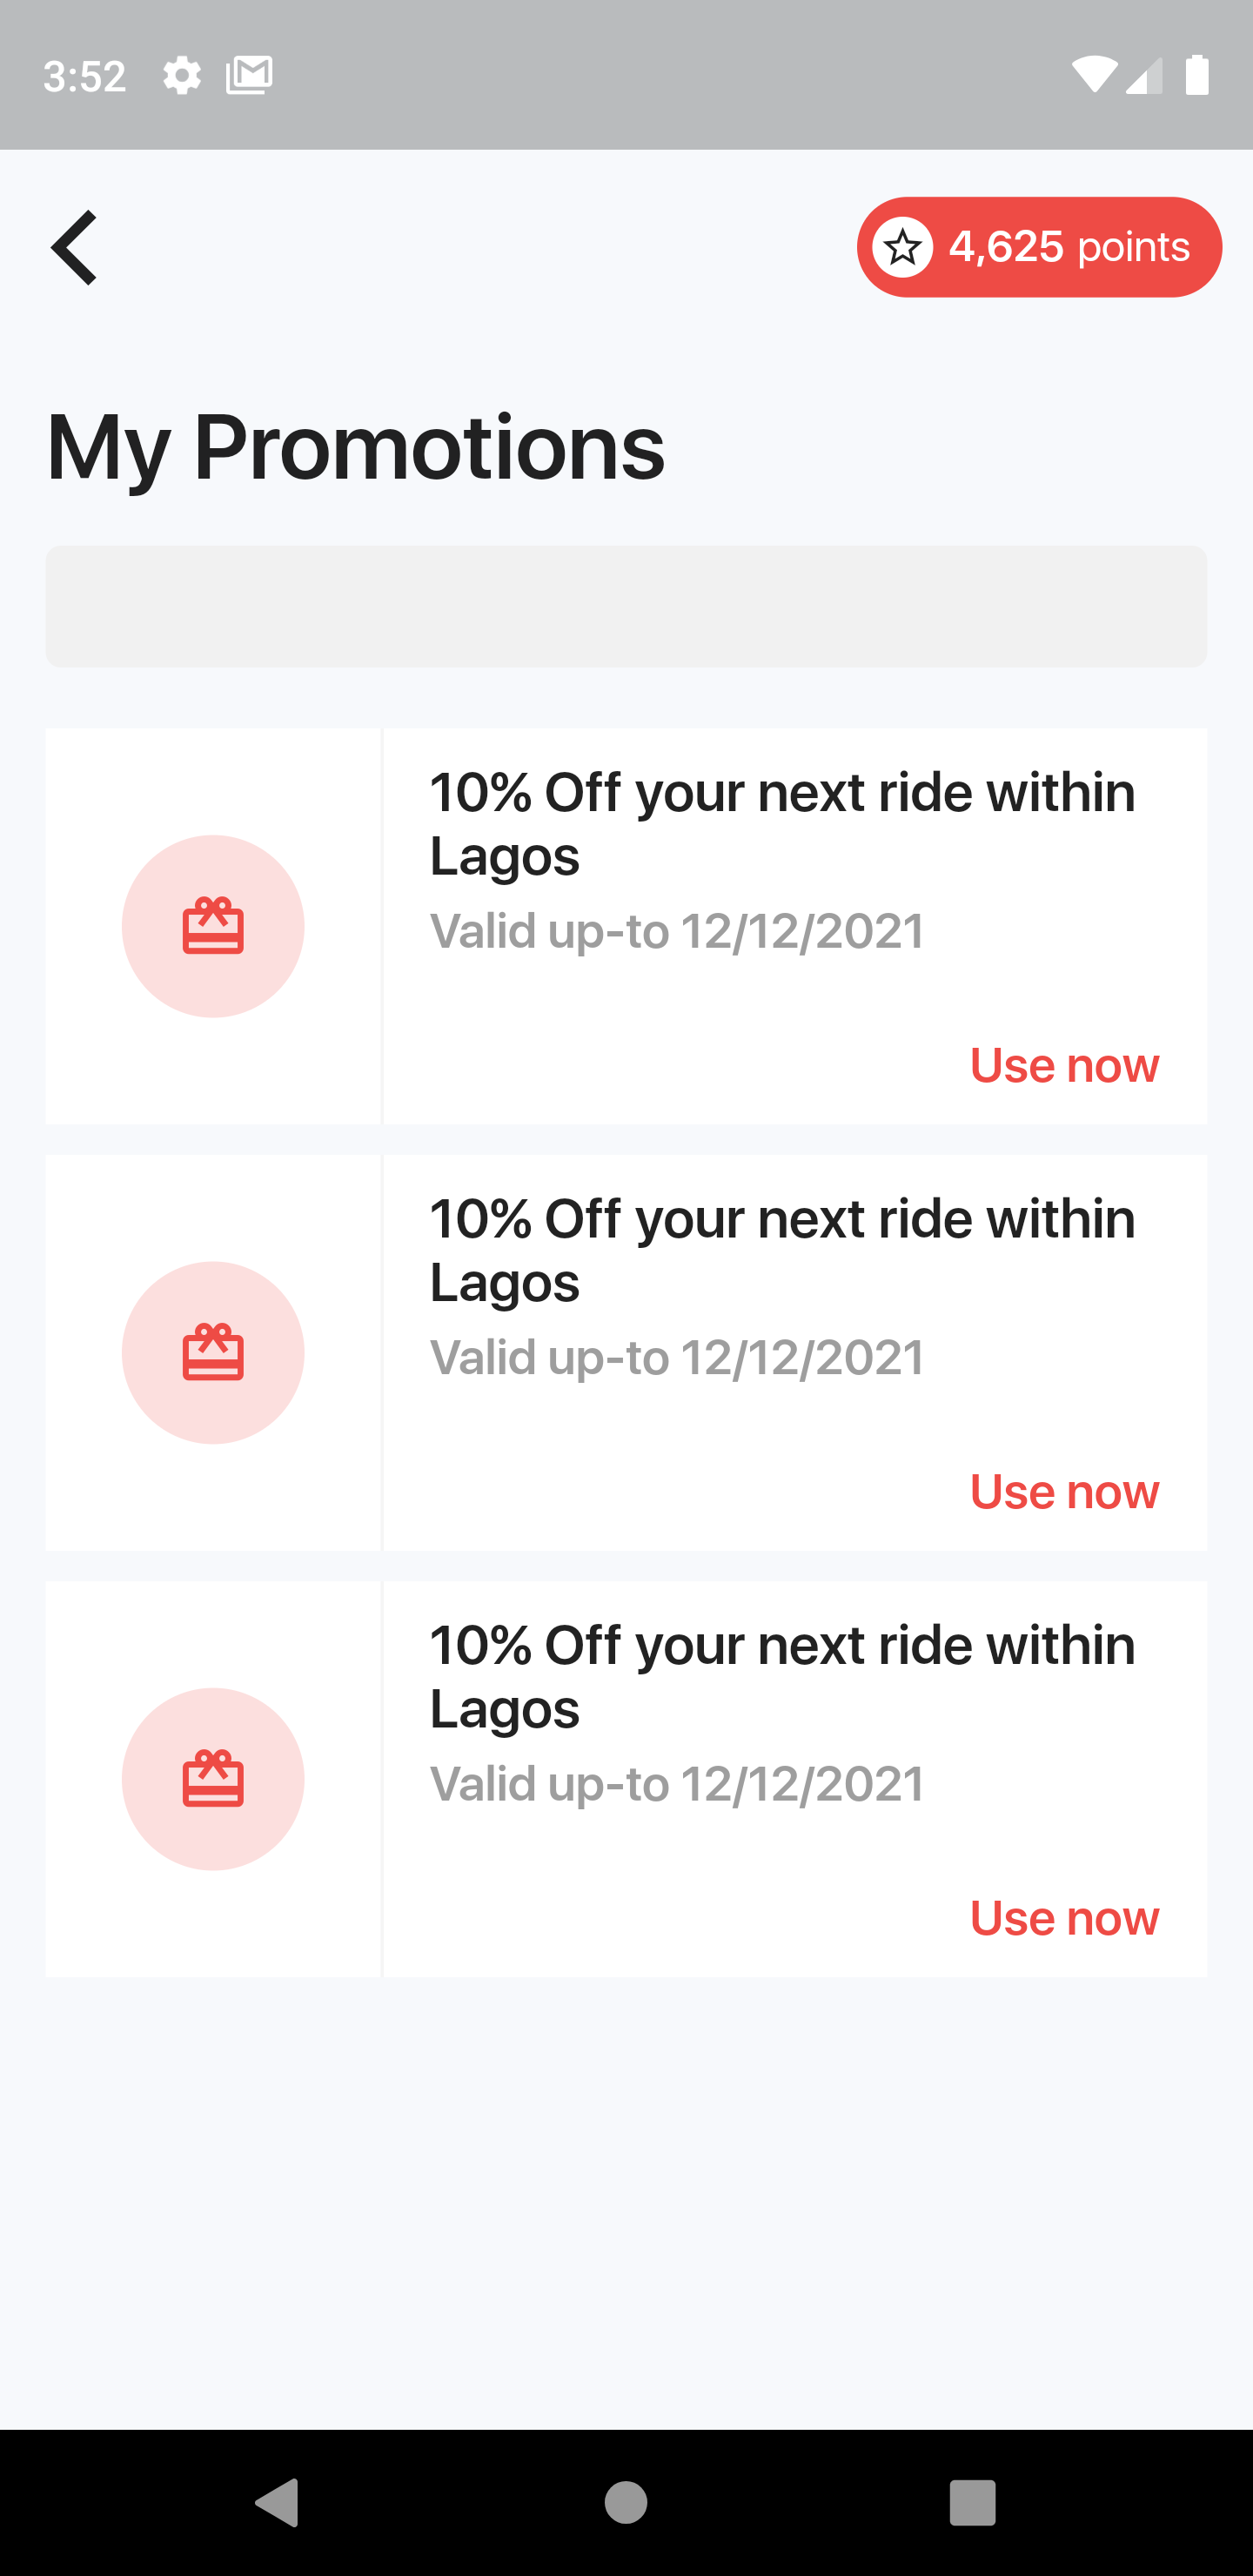 3:52
4,625 points
My Promotions
10% Off your next ride within
Lagos
Valid up-to 12/12/2021
Use now
10% Off your next ride within
Lagos
Valid up-to 12/12/2021
Use now
10% Off your next ride within
Lagos
Valid up-to 12/12/2021
Use now